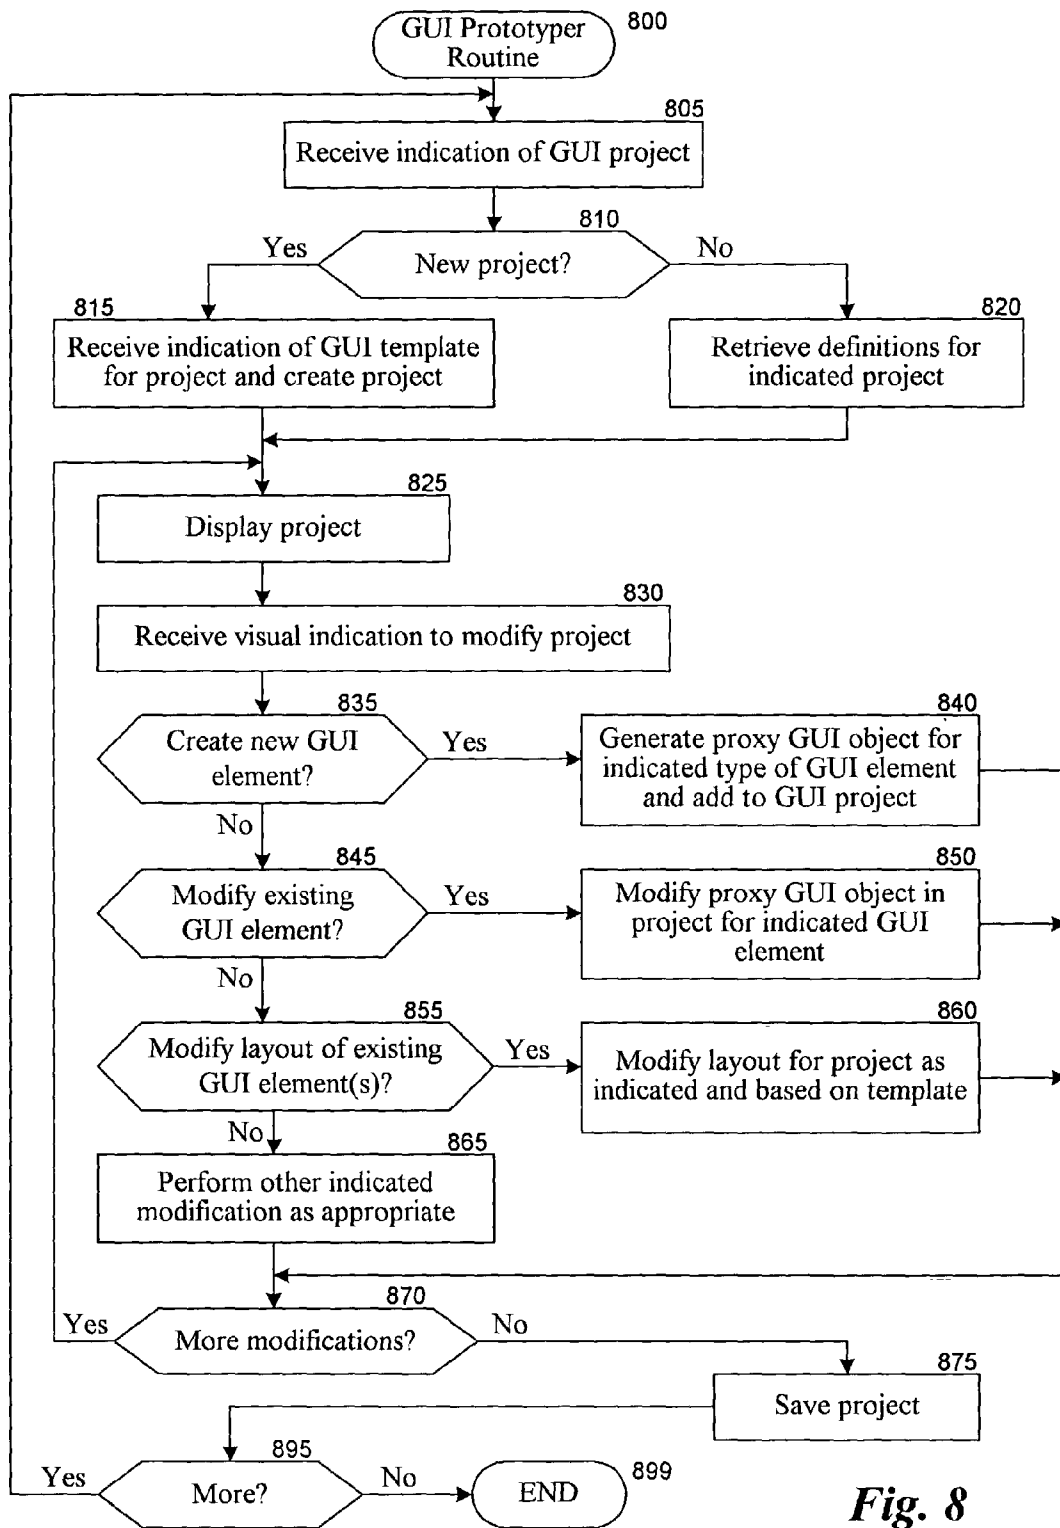 GUI Prototyper
Routine
800
805
Receive indication of GUI project
810
Yes
New project?
No
815
820
Receive indication of GUI template
for project and create project
Retrieve definitions for
indicated project
825
Display project
830
Receive visual indication to modify project
835
840
Create new GUI
element?
Yes
Generate proxy GUI object for
indicated type of GUI element
and add to GUI project
No
845
850
Modify existing
GUI element?
Yes
Modify proxy GUI object in
project for indicated GUI
element
No
855
860
Modify layout of existing
GUI element(s)?
Yes
Modify layout for project as
indicated and based on template
No
865
Perform other indicated
modification as appropriate
870
Yes
More modifications?
No
875
Save project
895
Yes
More?
No
END
899
Fig. 8